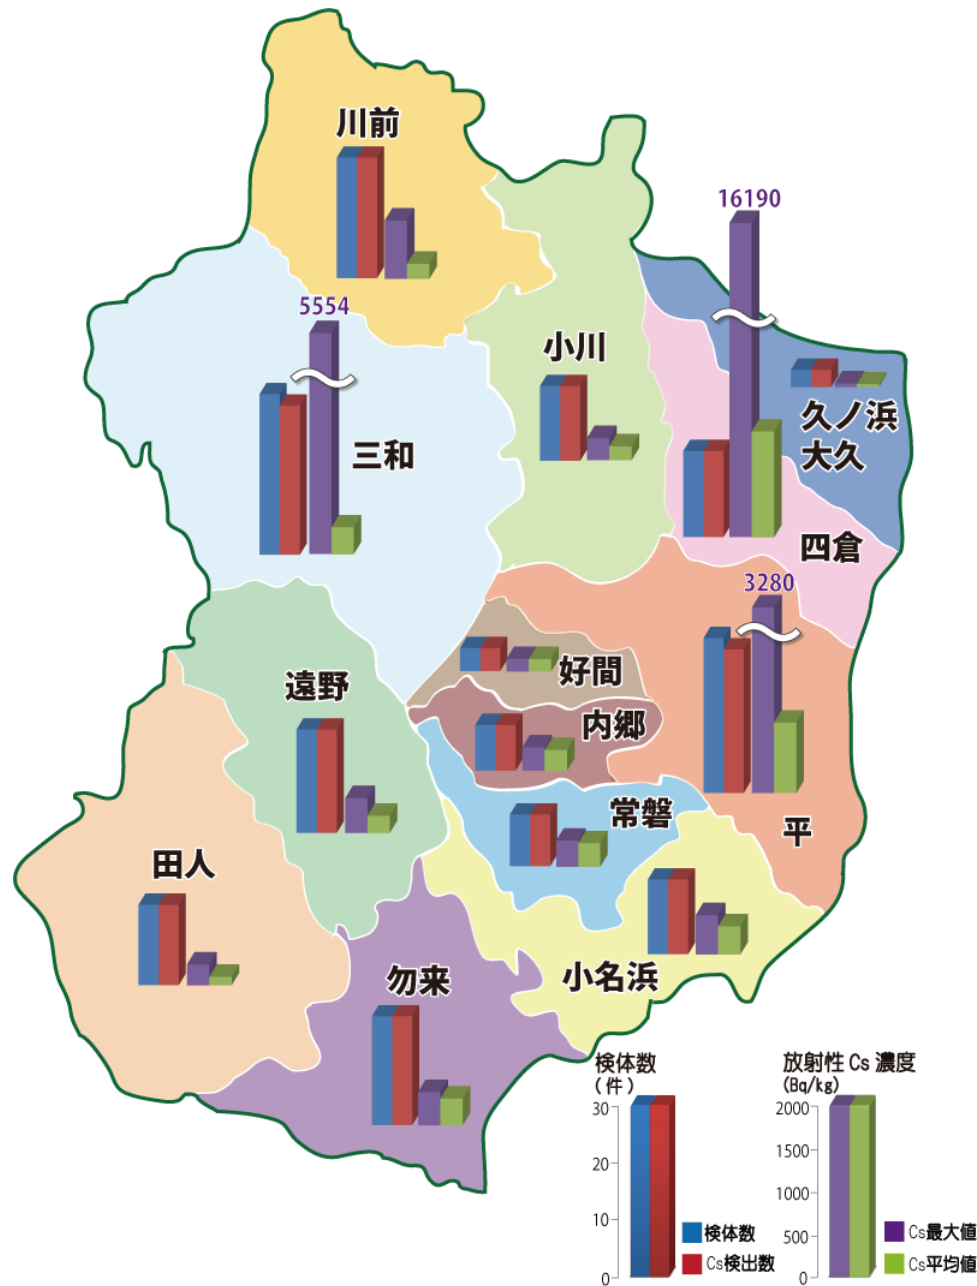 川前
16190
5554
小川
久ノ浜
大久
三和
四倉
3280
好間
遠野
内郷
常磐
平
田人
小名浜
勿来
検体数
(件)
30
20
10
0
検体数
Cs検出数
放射性 Cs 濃度
(Bq/kg)
2000
1500
1000
500
0
Cs最大値
Cs平均値